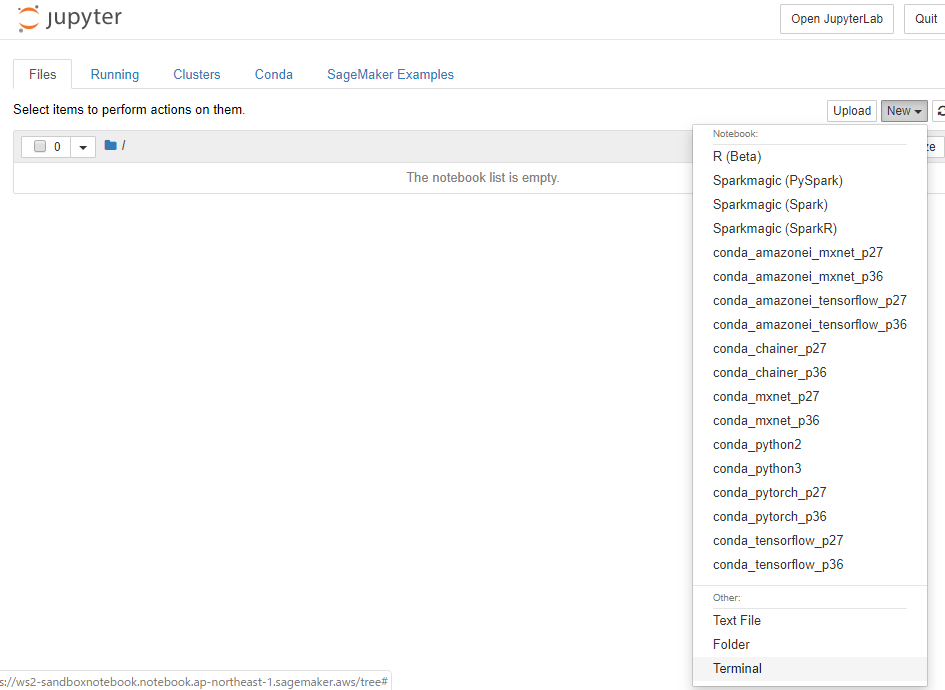 jupyter
Open JupyterLab
Quit
Files
Running
Clusters
Conda
SageMaker Examples
Select items to perform actions on them.
Upload
New
0
/
ze
The notebook list is empty.
Notebook:
R (Beta)
Sparkmagic (PySpark)
Sparkmagic (Spark)
Sparkmagic (SparkR)
conda_amazonei_mxnet_p27
conda_amazonei_mxnet_p36
conda_amazonei_tensorflow_p27
conda_amazonei_tensorflow_p36
conda_chainer_p27
conda_chainer_p36
conda_mxnet_p27
conda_mxnet_p36
conda_python2
conda_python3
conda_pytorch_p27
conda_pytorch_p36
conda_tensorflow_p27
conda_tensorflow_p36
Other:
Text File
Folder
Terminal
s://ws2-sandboxnotebook.notebook.ap-northeast-1.sagemaker.aws/tree#